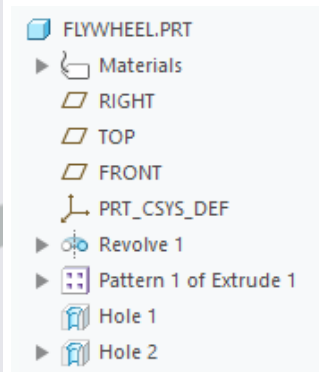 FLYWHEEL.PRT
Materials
RIGHT
TOP
FRONT
PRT_CSYS_DEF
Revolve 1
Pattern 1 of Extrude 1
Hole 1
Hole 2